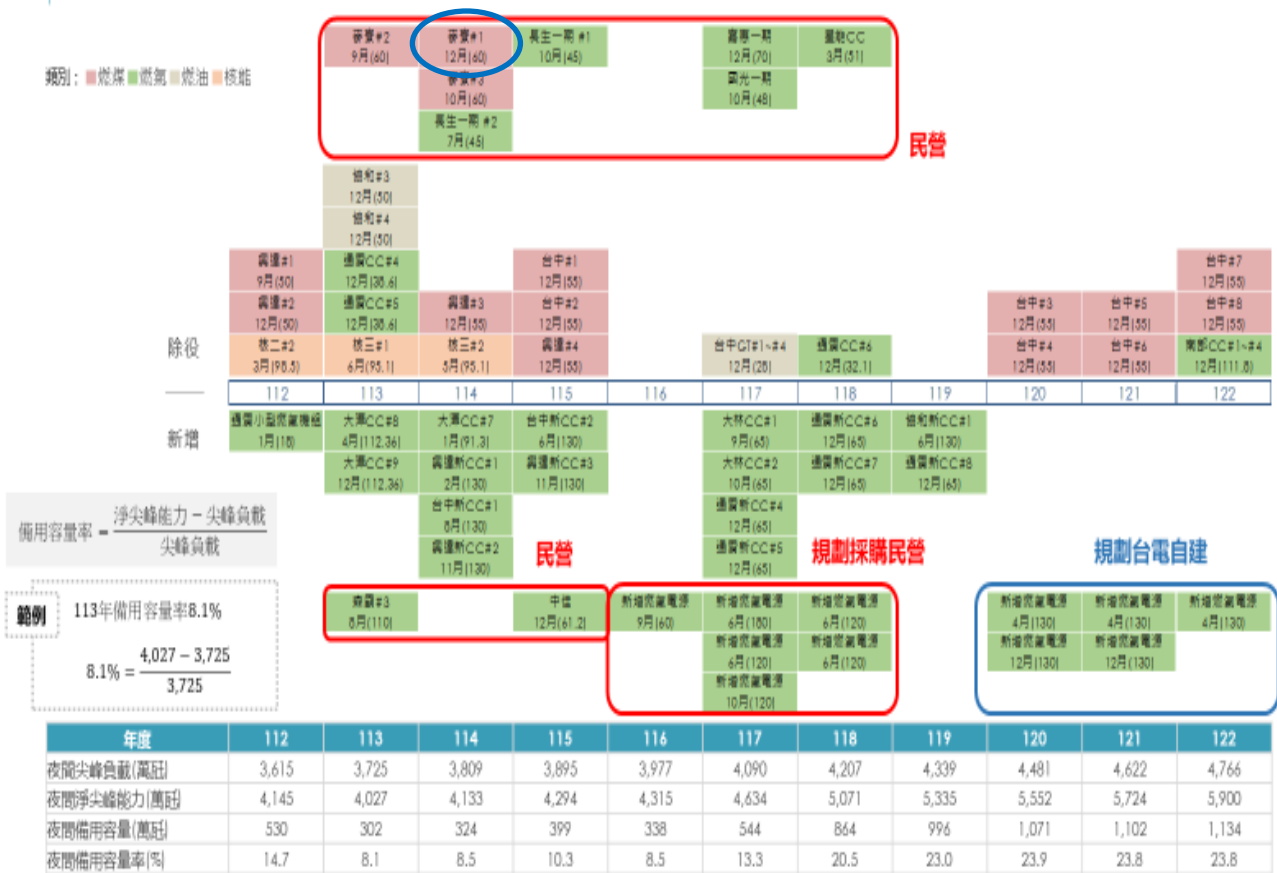 麥寮#2
9月(60)
麥寮#1
12月(60)
長生一期 #1
10月(45)
嘉惠一期
12月(70)
星能CC
3月(51)
類別： 燃煤 燃氣 燃油 核能
麥寮#3
10月(60)
國光一期
10月(48)
長生一期 #2
7月(45)
民營
協和#3
12月(50)
協和#4
12月(50)
興達#1
9月(50)
通霄CC#4
12月(38.6)
台中#1
12月(55)
台中#7
12月(55)
興達#2
12月(50)
通霄CC#5
12月(38.6)
興達#3
12月(55)
台中#2
12月(55)
台中#3
12月(55)
台中#5
12月(55)
台中#8
12月(55)
除役
核二#2
3月(98.5)
核三#1
6月(95.1)
核三#2
5月(95.1)
興達#4
12月(55)
台中GT#1~#4
12月(28)
通霄CC#6
12月(32.1)
台中#4
12月(55)
台中#6
12月(55)
南部CC#1~#4
12月(111.8)
112 113 114 115 116 117 118 119 120 121 122
新增
通霄小型燃氣機組
1月(18)
大潭CC#8
4月(112.36)
大潭CC#7
1月(91.3)
台中新CC#2
6月(130)
大林CC#1
9月(65)
通霄新CC#6
12月(65)
協和新CC#1
6月(130)
大潭CC#9
12月(112.36)
興達新CC#1
2月(130)
興達新CC#3
11月(130)
大林CC#2
10月(65)
通霄新CC#7
12月(65)
通霄新CC#8
12月(65)
台中新CC#1
8月(130)
通霄新CC#4
12月(65)
興達新CC#2
11月(130)
通霄新CC#5
12月(65)
備用容量率 = 淨尖峰能力 − 尖峰負載
尖峰負載
民營
規劃採購民營
規劃台電自建
範例
113年備用容量率8.1%
8.1% = 4,027 − 3,725
3,725
森霸#3
8月(110)
中佳
12月(61.2)
新增燃氣電源
9月(60)
新增燃氣電源
6月(180)
新增燃氣電源
6月(120)
新增燃氣電源
4月(130)
新增燃氣電源
4月(130)
新增燃氣電源
4月(130)
新增燃氣電源
6月(120)
新增燃氣電源
6月(120)
新增燃氣電源
12月(130)
新增燃氣電源
12月(130)
新增燃氣電源
10月(120)
年度 112 113 114 115 116 117 118 119 120 121 122
夜間尖峰負載(萬瓩) 3,615 3,725 3,809 3,895 3,977 4,090 4,207 4,339 4,481 4,622 4,766
夜間淨尖峰能力(萬瓩) 4,145 4,027 4,133 4,294 4,315 4,634 5,071 5,335 5,552 5,724 5,900
夜間備用容量(萬瓩) 530 302 324 399 338 544 864 996 1,071 1,102 1,134
夜間備用容量率(%) 14.7 8.1 8.5 10.3 8.5 13.3 20.5 23.0 23.9 23.8 23.8